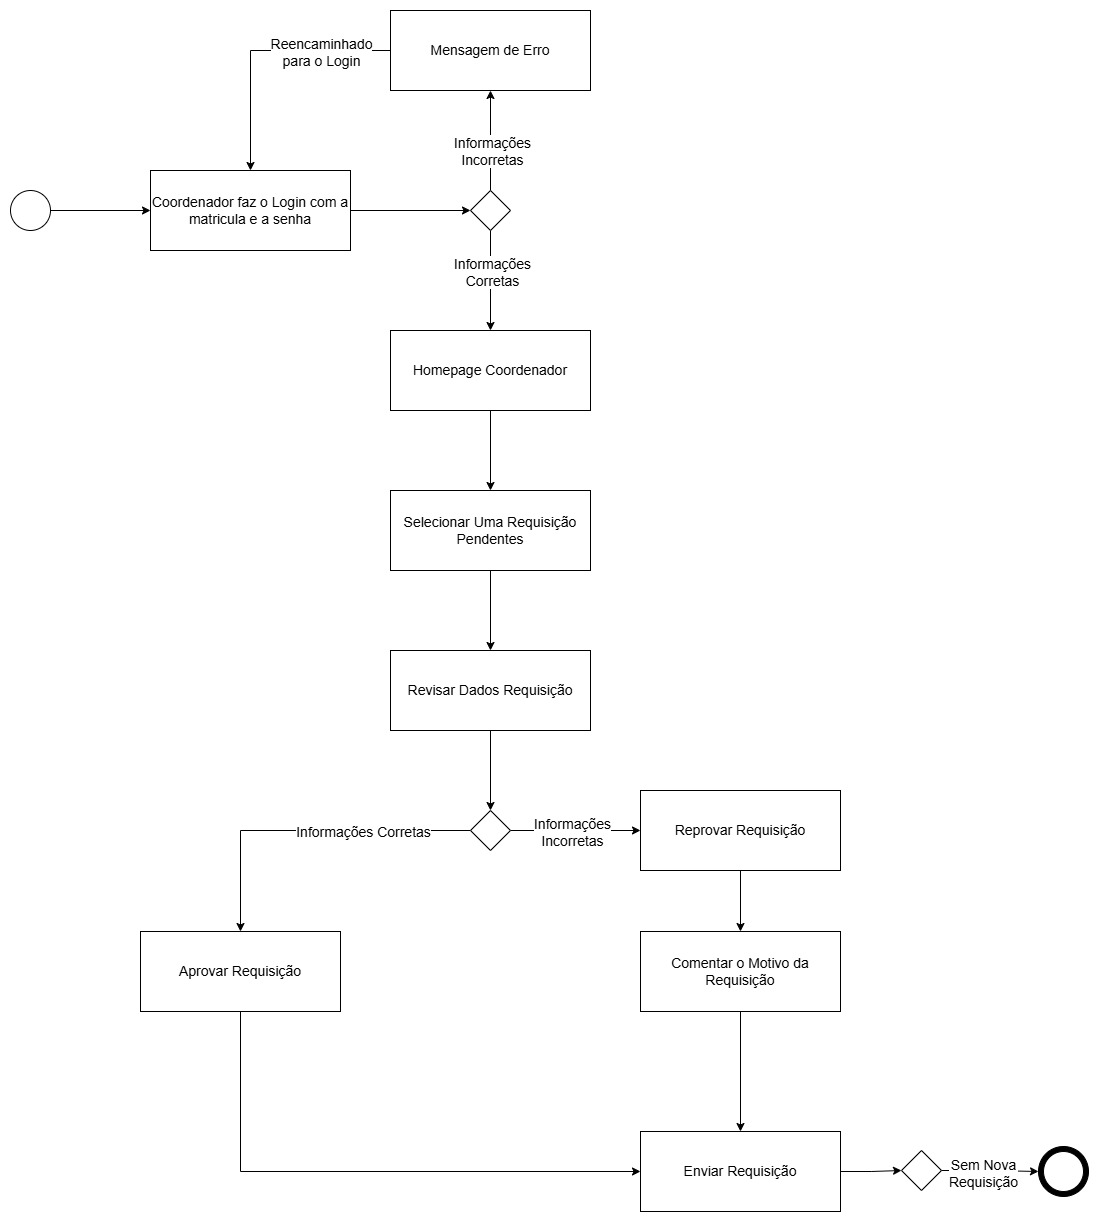 Mensagem de Erro
Reencaminhado
para o Login
Informações
Incorretas
Coordenador faz o Login com a
matricula e a senha
Informações
Corretas
Homepage Coordenador
Selecionar Uma Requisição
Pendentes
Revisar Dados Requisição
Informações Corretas
Informações
Incorretas
Reprovar Requisição
Aprovar Requisição
Comentar o Motivo da
Requisição
Enviar Requisição
Sem Nova
Requisição